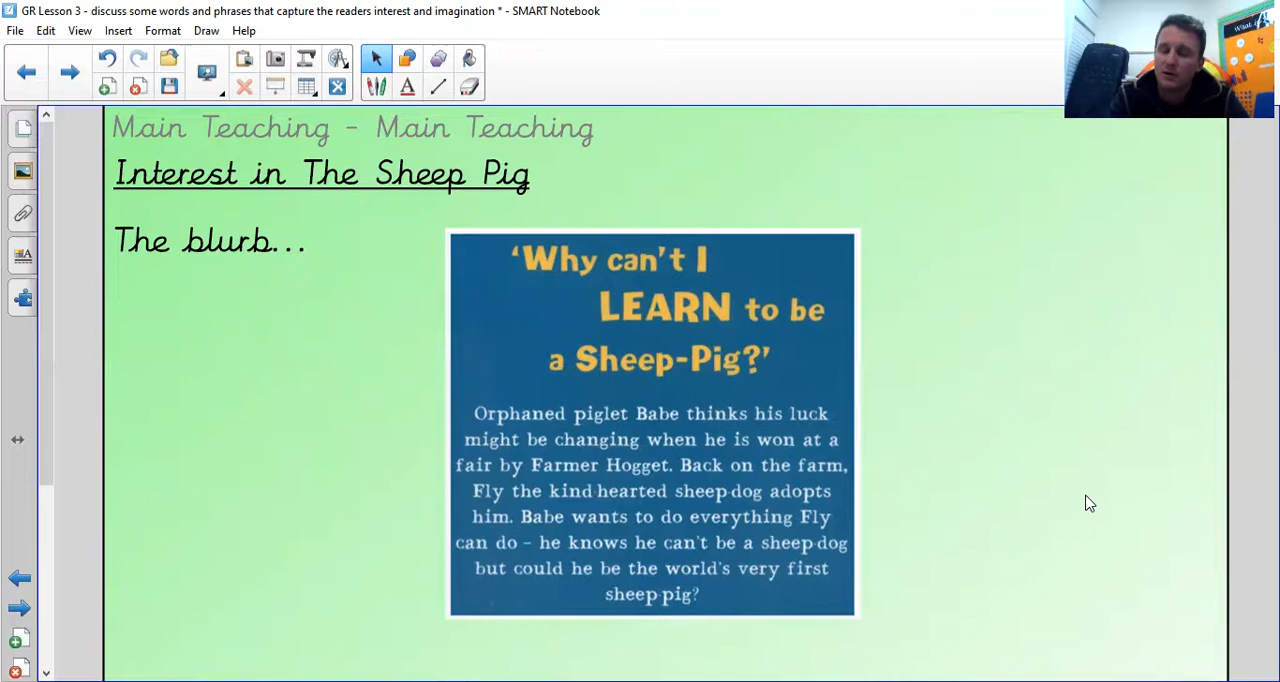 GR Lesson 3 - discuss some words and phrases that capture the readers interest and imagination * - SMART Notebook
File Edit View Insert Format Draw Help
Main Teaching - Main Teaching
Interest in The Sheep Pig
The blurb...
'Why can't I
LEARN to be
a Sheep-Pig?'
Orphaned piglet Babe thinks his luck
might be changing when he is won at a
fair by Farmer Hogget. Back on the farm,
Fly the kind-hearted sheep-dog adopts
him. Babe wants to do everything Fly
can do – he knows he can't be a sheep-dog
but could he be the world's very first
sheep-pig?